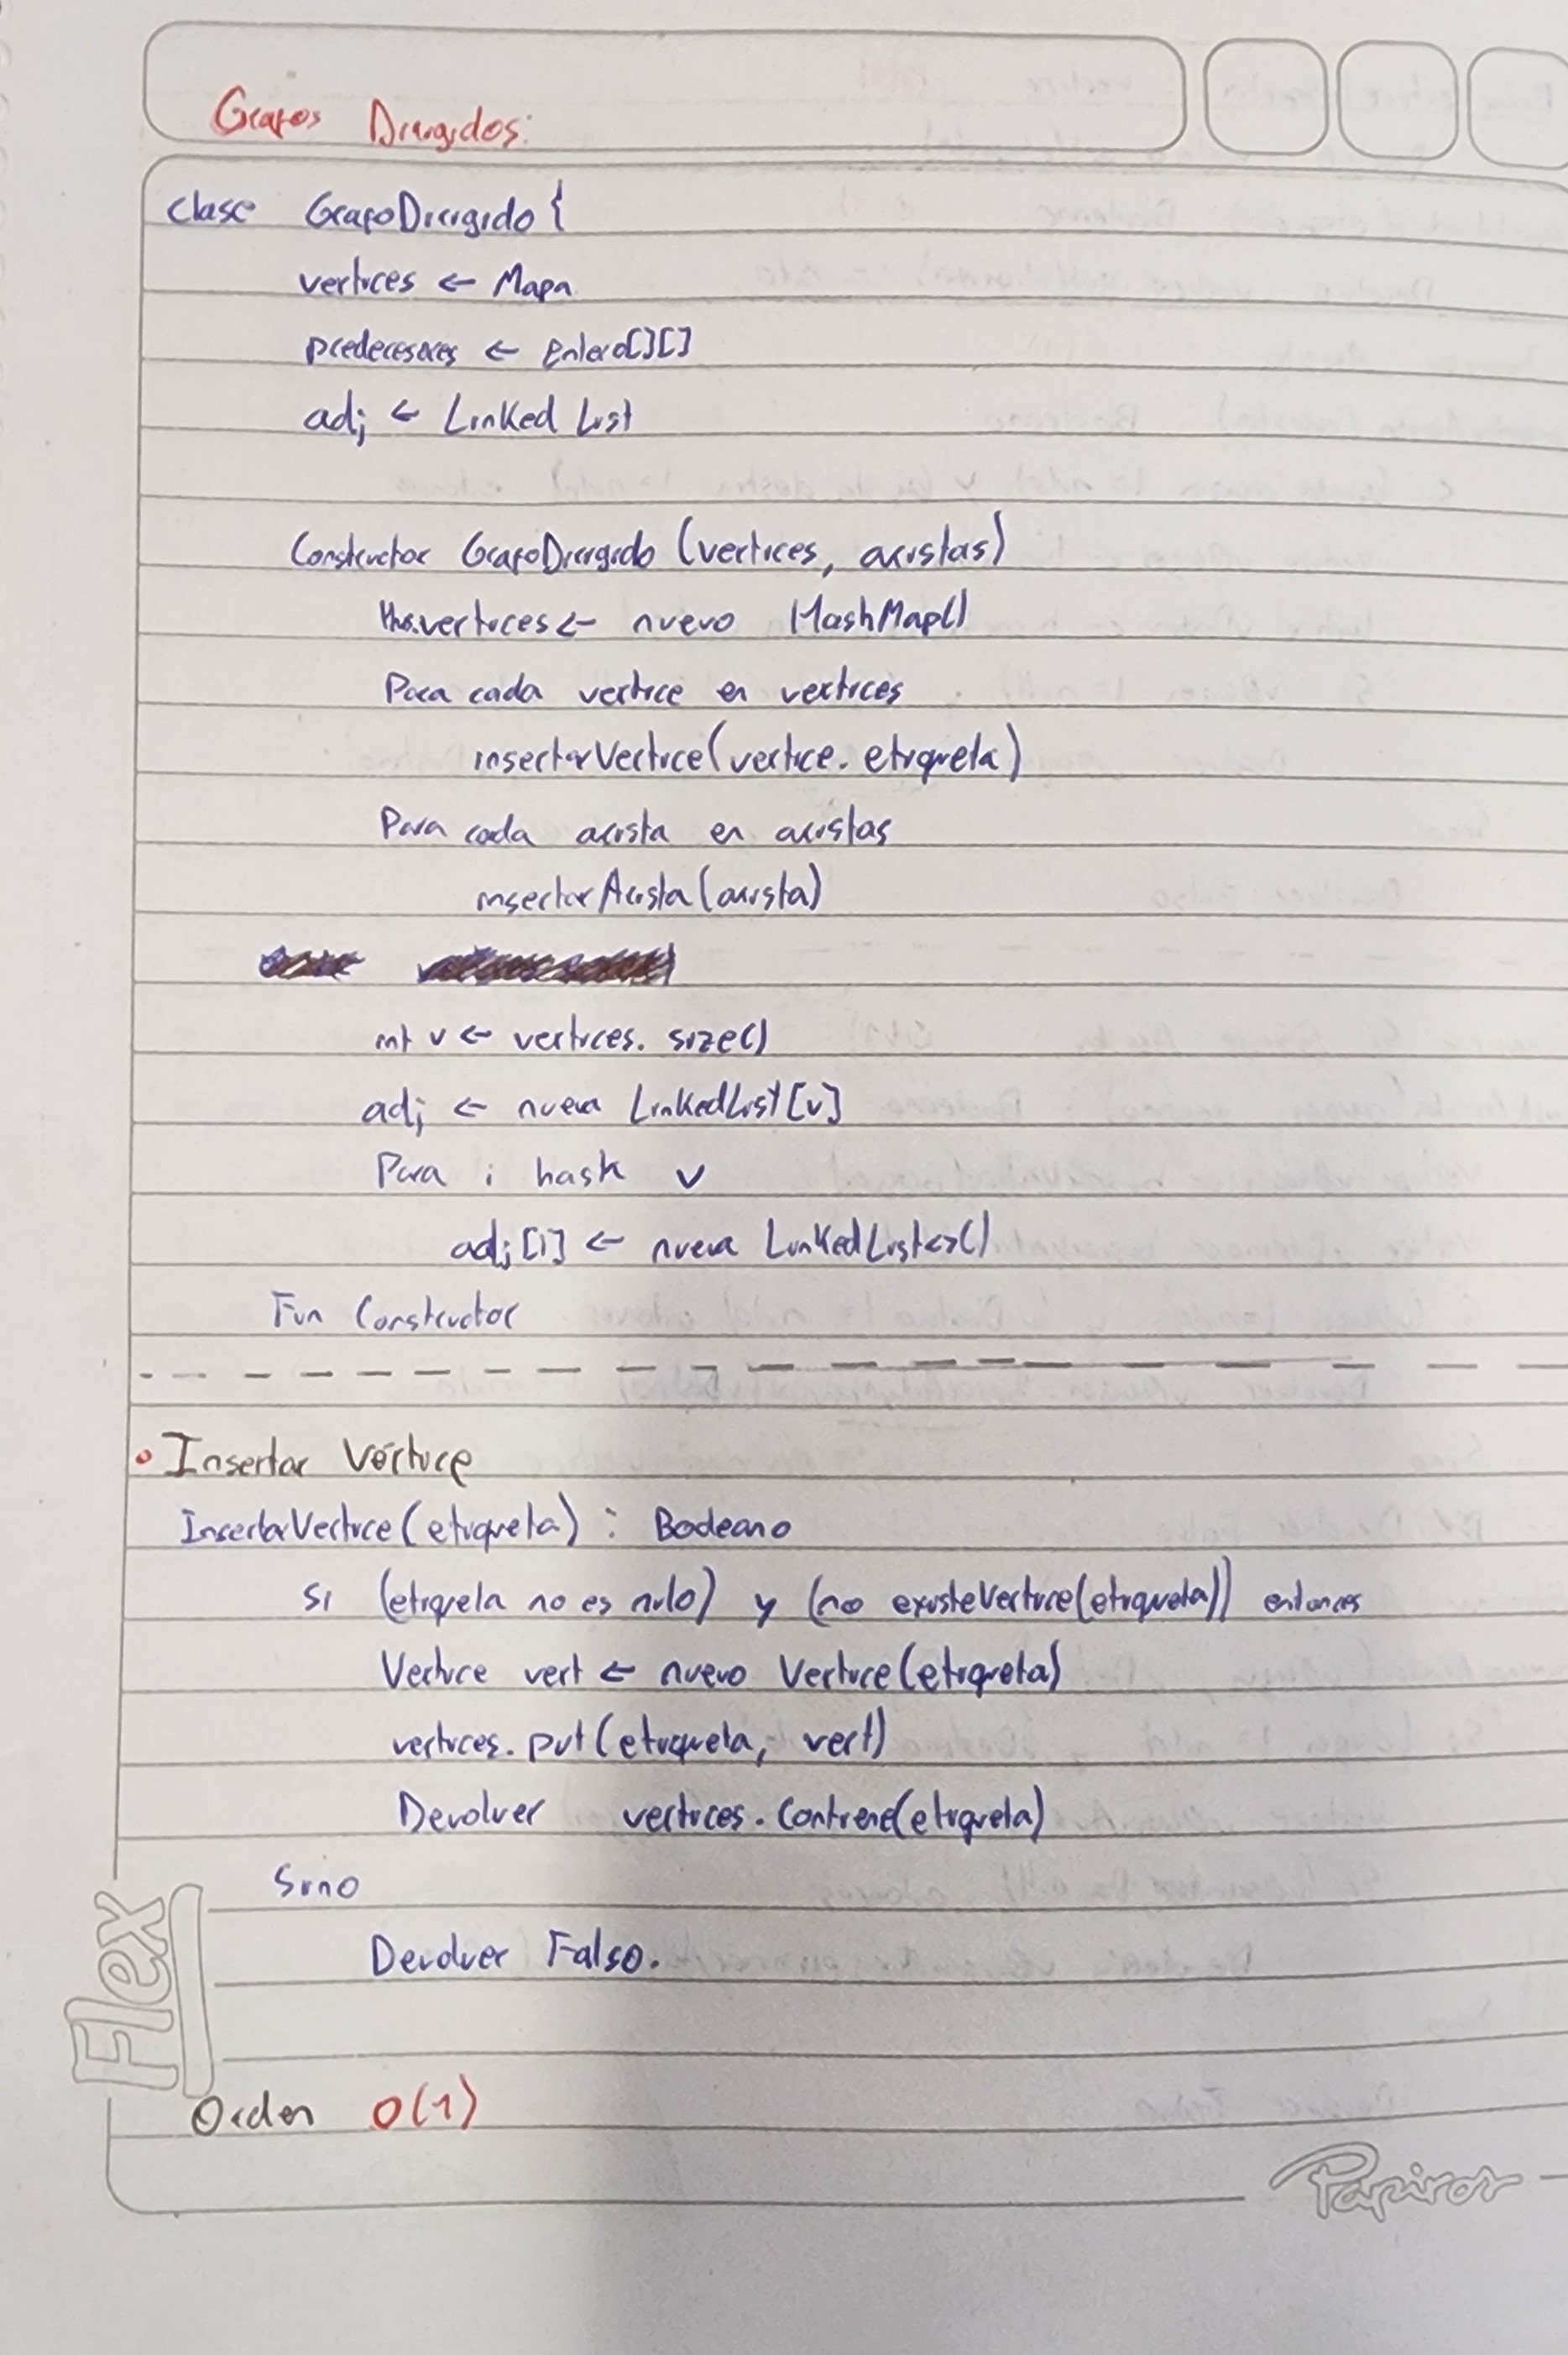 Grafos Dirigidos:
clase GrafoDirigido {
vertices ← Mapa
predecesores ← Entero[][]
adj ← Linked List
Constructor GrafoDirigido (vertices, aristas)
this.vertices ← nuevo HashMap()
Para cada vertice en vertices
insertarVertice(vertice.etiqueta)
Para cada arista en aristas
insertarArista(arista)
int v ← vertices.size()
adj ← nueva LinkedList[v]
Para i hasta v
adj[i] ← nueva LinkedList<>()
Fin Constructor
• Insertar Vértice
InsertarVertice(etiqueta): Booleano
Si (etiqueta no es nulo) y (no existeVertice(etiqueta)) entonces
Vertice vert ← nuevo Vertice(etiqueta)
vertices.put(etiqueta, vert)
Devolver vertices.Contiene(etiqueta)
Sino
Devolver Falso.
Flex
Orden O(1)
Papiros